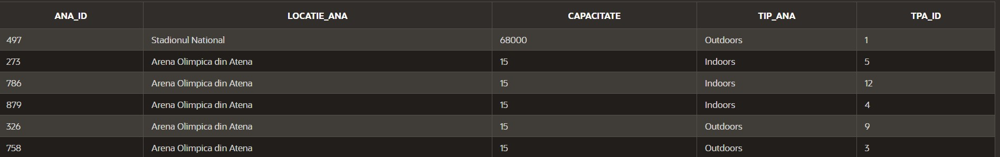 ANA_ID LOCATIE_ANA CAPACITATE TIP_ANA TPA_ID
497 Stadionul National 68000 Outdoors 1
273 Arena Olimpica din Atena 15 Indoors 5
786 Arena Olimpica din Atena 15 Indoors 12
879 Arena Olimpica din Atena 15 Indoors 4
326 Arena Olimpica din Atena 15 Outdoors 9
758 Arena Olimpica din Atena 15 Outdoors 3